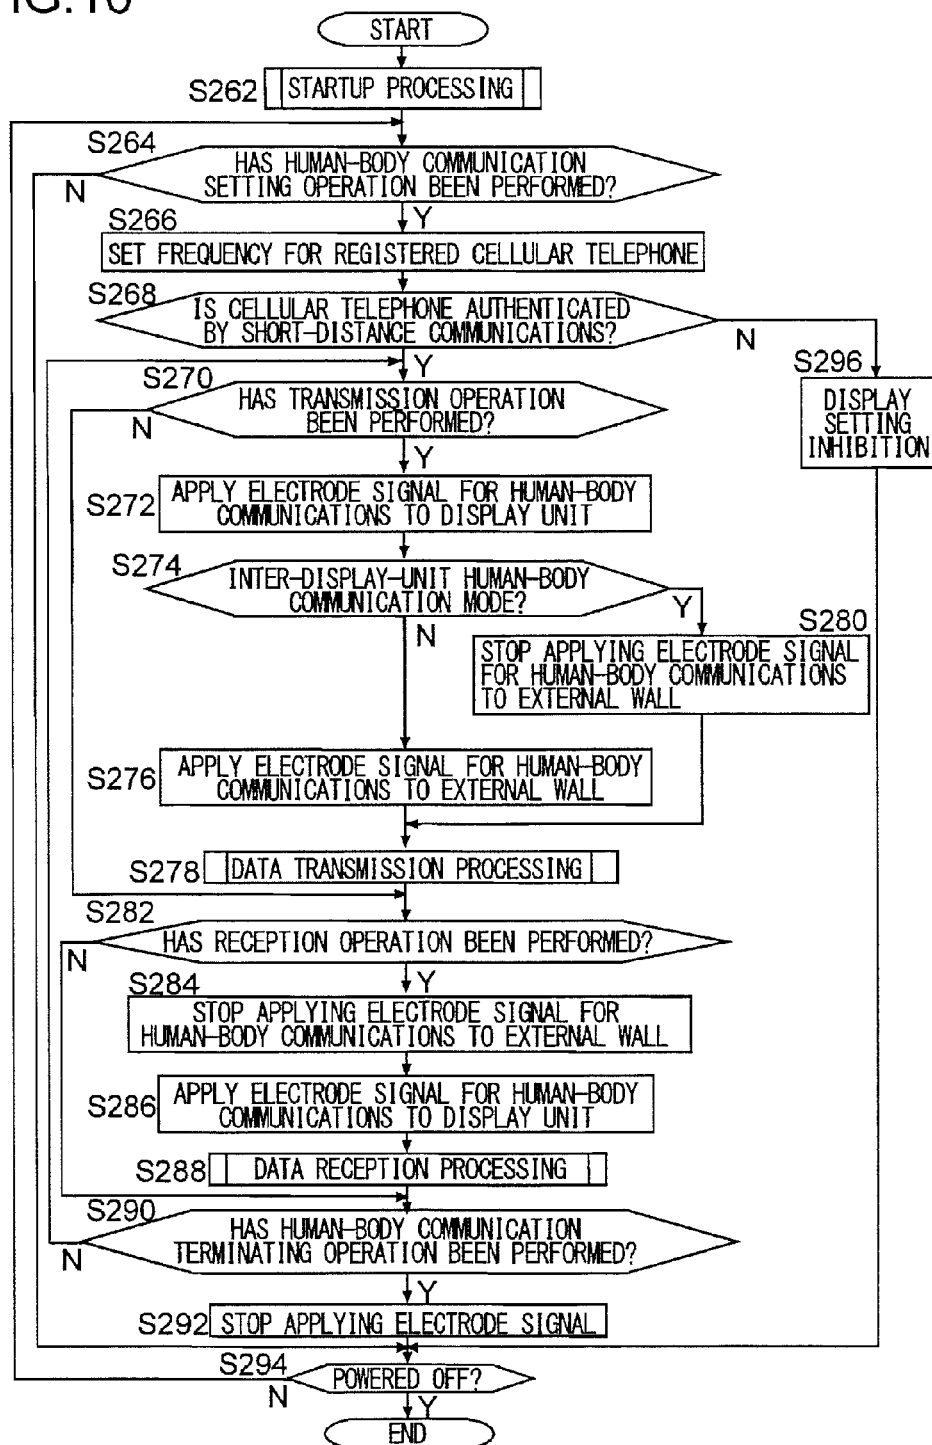 FIG.10
START
S262
STARTUP PROCESSING
S264
HAS HUMAN-BODY COMMUNICATION
SETTING OPERATION BEEN PERFORMED?
N
Y
S266
SET FREQUENCY FOR REGISTERED CELLULAR TELEPHONE
S268
IS CELLULAR TELEPHONE AUTHENTICATED
BY SHORT-DISTANCE COMMUNICATIONS?
N
Y
S296
DISPLAY
SETTING
INHIBITION
S270
HAS TRANSMISSION OPERATION
BEEN PERFORMED?
N
Y
S272
APPLY ELECTRODE SIGNAL FOR HUMAN-BODY
COMMUNICATIONS TO DISPLAY UNIT
S274
INTER-DISPLAY-UNIT HUMAN-BODY
COMMUNICATION MODE?
Y
N
S280
STOP APPLYING ELECTRODE SIGNAL
FOR HUMAN-BODY COMMUNICATIONS
TO EXTERNAL WALL
S276
APPLY ELECTRODE SIGNAL FOR HUMAN-BODY
COMMUNICATIONS TO EXTERNAL WALL
S278
DATA TRANSMISSION PROCESSING
S282
HAS RECEPTION OPERATION BEEN PERFORMED?
N
Y
S284
STOP APPLYING ELECTRODE SIGNAL FOR
HUMAN-BODY COMMUNICATIONS TO EXTERNAL WALL
S286
APPLY ELECTRODE SIGNAL FOR HUMAN-BODY
COMMUNICATIONS TO DISPLAY UNIT
S288
DATA RECEPTION PROCESSING
S290
HAS HUMAN-BODY COMMUNICATION
TERMINATING OPERATION BEEN PERFORMED?
N
Y
S292
STOP APPLYING ELECTRODE SIGNAL
S294
POWERED OFF?
N
Y
END